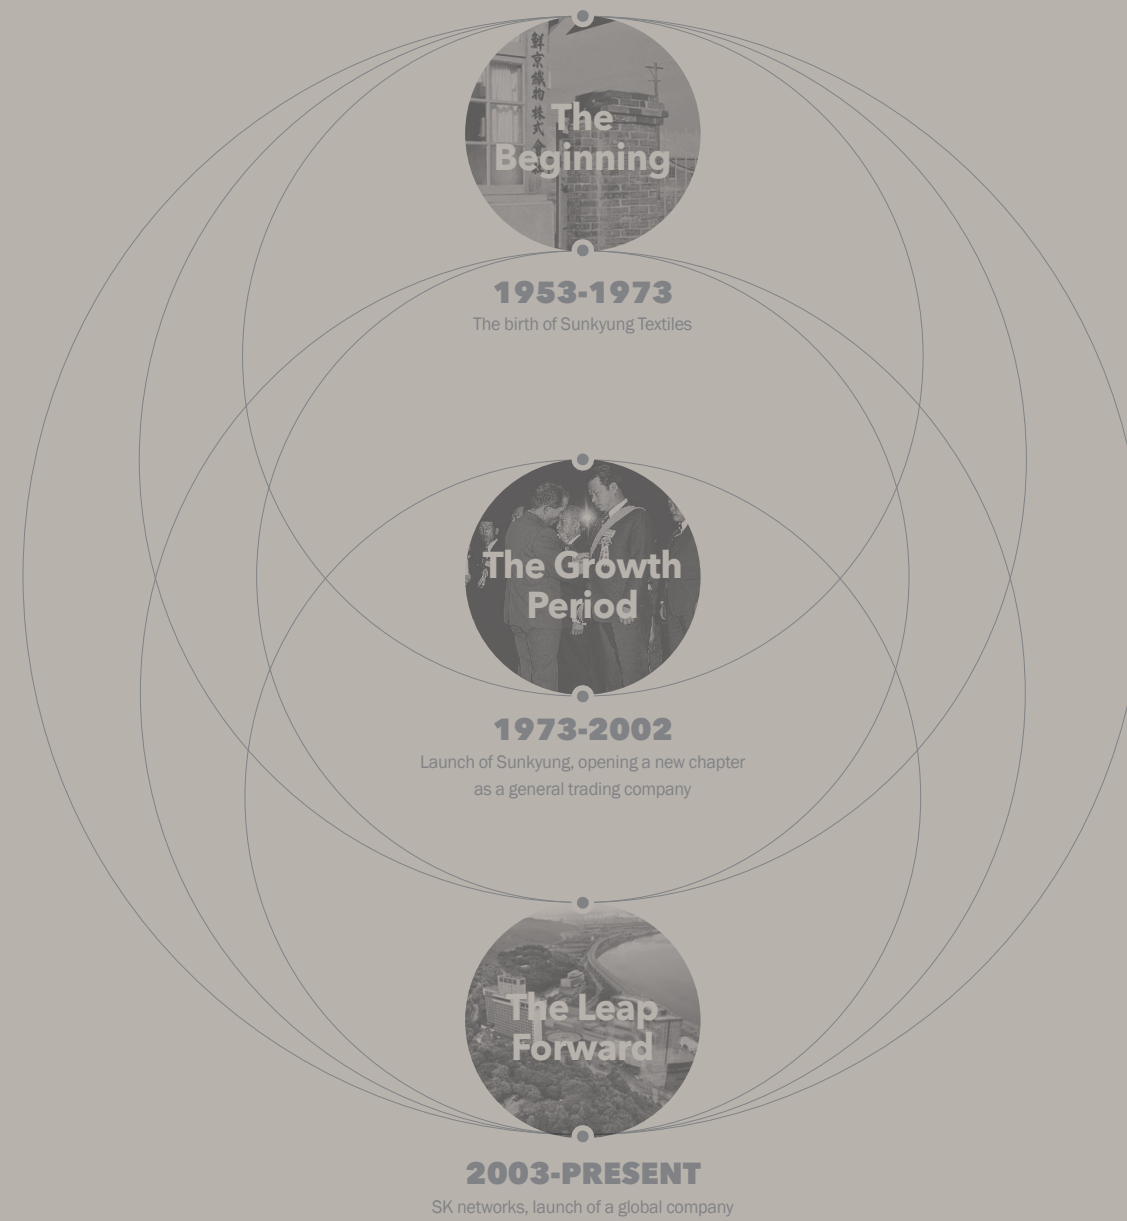 鮮京織物株式會社
The
Beginning
1953-1973
The birth of Sunkyung Textiles
The Growth
Period
1973-2002
Launch of Sunkyung, opening a new chapter
as a general trading company
The Leap
Forward
2003-PRESENT
SK networks, launch of a global company